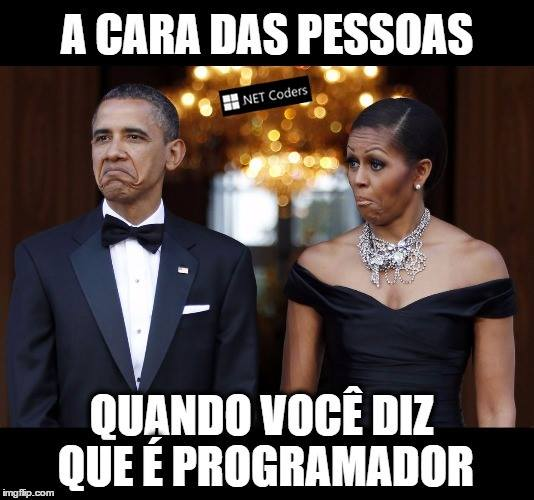 A CARA DAS PESSOAS
.NET Coders
QUANDO VOCÊ DIZ
QUE É PROGRAMADOR
imgflip.com